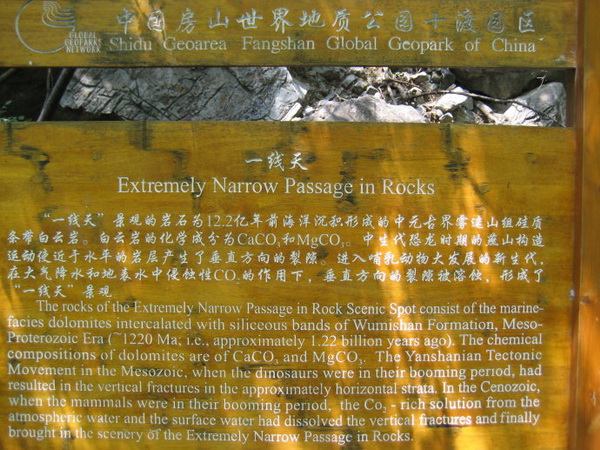 GLOBAL
GEOPARKS
NETWORK
中国房山世界地质公园十渡园区
Shidu Geoarea Fangshan Global Geopark of China
一线天
Extremely Narrow Passage in Rocks
“一线天”景观的岩石为12.2亿年前海洋沉积形成的中元古界雾迷山组硅质
条带白云岩。白云岩的化学成分为CaCO₃和MgCO₃。中生代恐龙时期的燕山构造
运动使近于水平的岩层产生了垂直方向的裂隙。进入哺乳动物大发展的新生代，
在大气降水和地表水中侵蚀性CO₂的作用下，垂直方向的裂隙被溶蚀，形成了
“一线天”景观
The rocks of the Extremely Narrow Passage in Rock Scenic Spot consist of the marine-
facies dolomites intercalated with siliceous bands of Wumishan Formation, Meso-
Proterozoic Era (~1220 Ma; i.e., approximately 1.22 billion years ago). The chemical
compositions of dolomites are of CaCO₃ and MgCO₃. The Yanshanian Tectonic
Movement in the Mesozoic, when the dinosaurs were in their booming period, had
resulted in the vertical fractures in the approximately horizontal strata. In the Cenozoic,
when the mammals were in their booming period, the Co₂ - rich solution from the
atmospheric water and the surface water had dissolved the vertical fractures and finally
brought in the scenery of the Extremely Narrow Passage in Rocks.